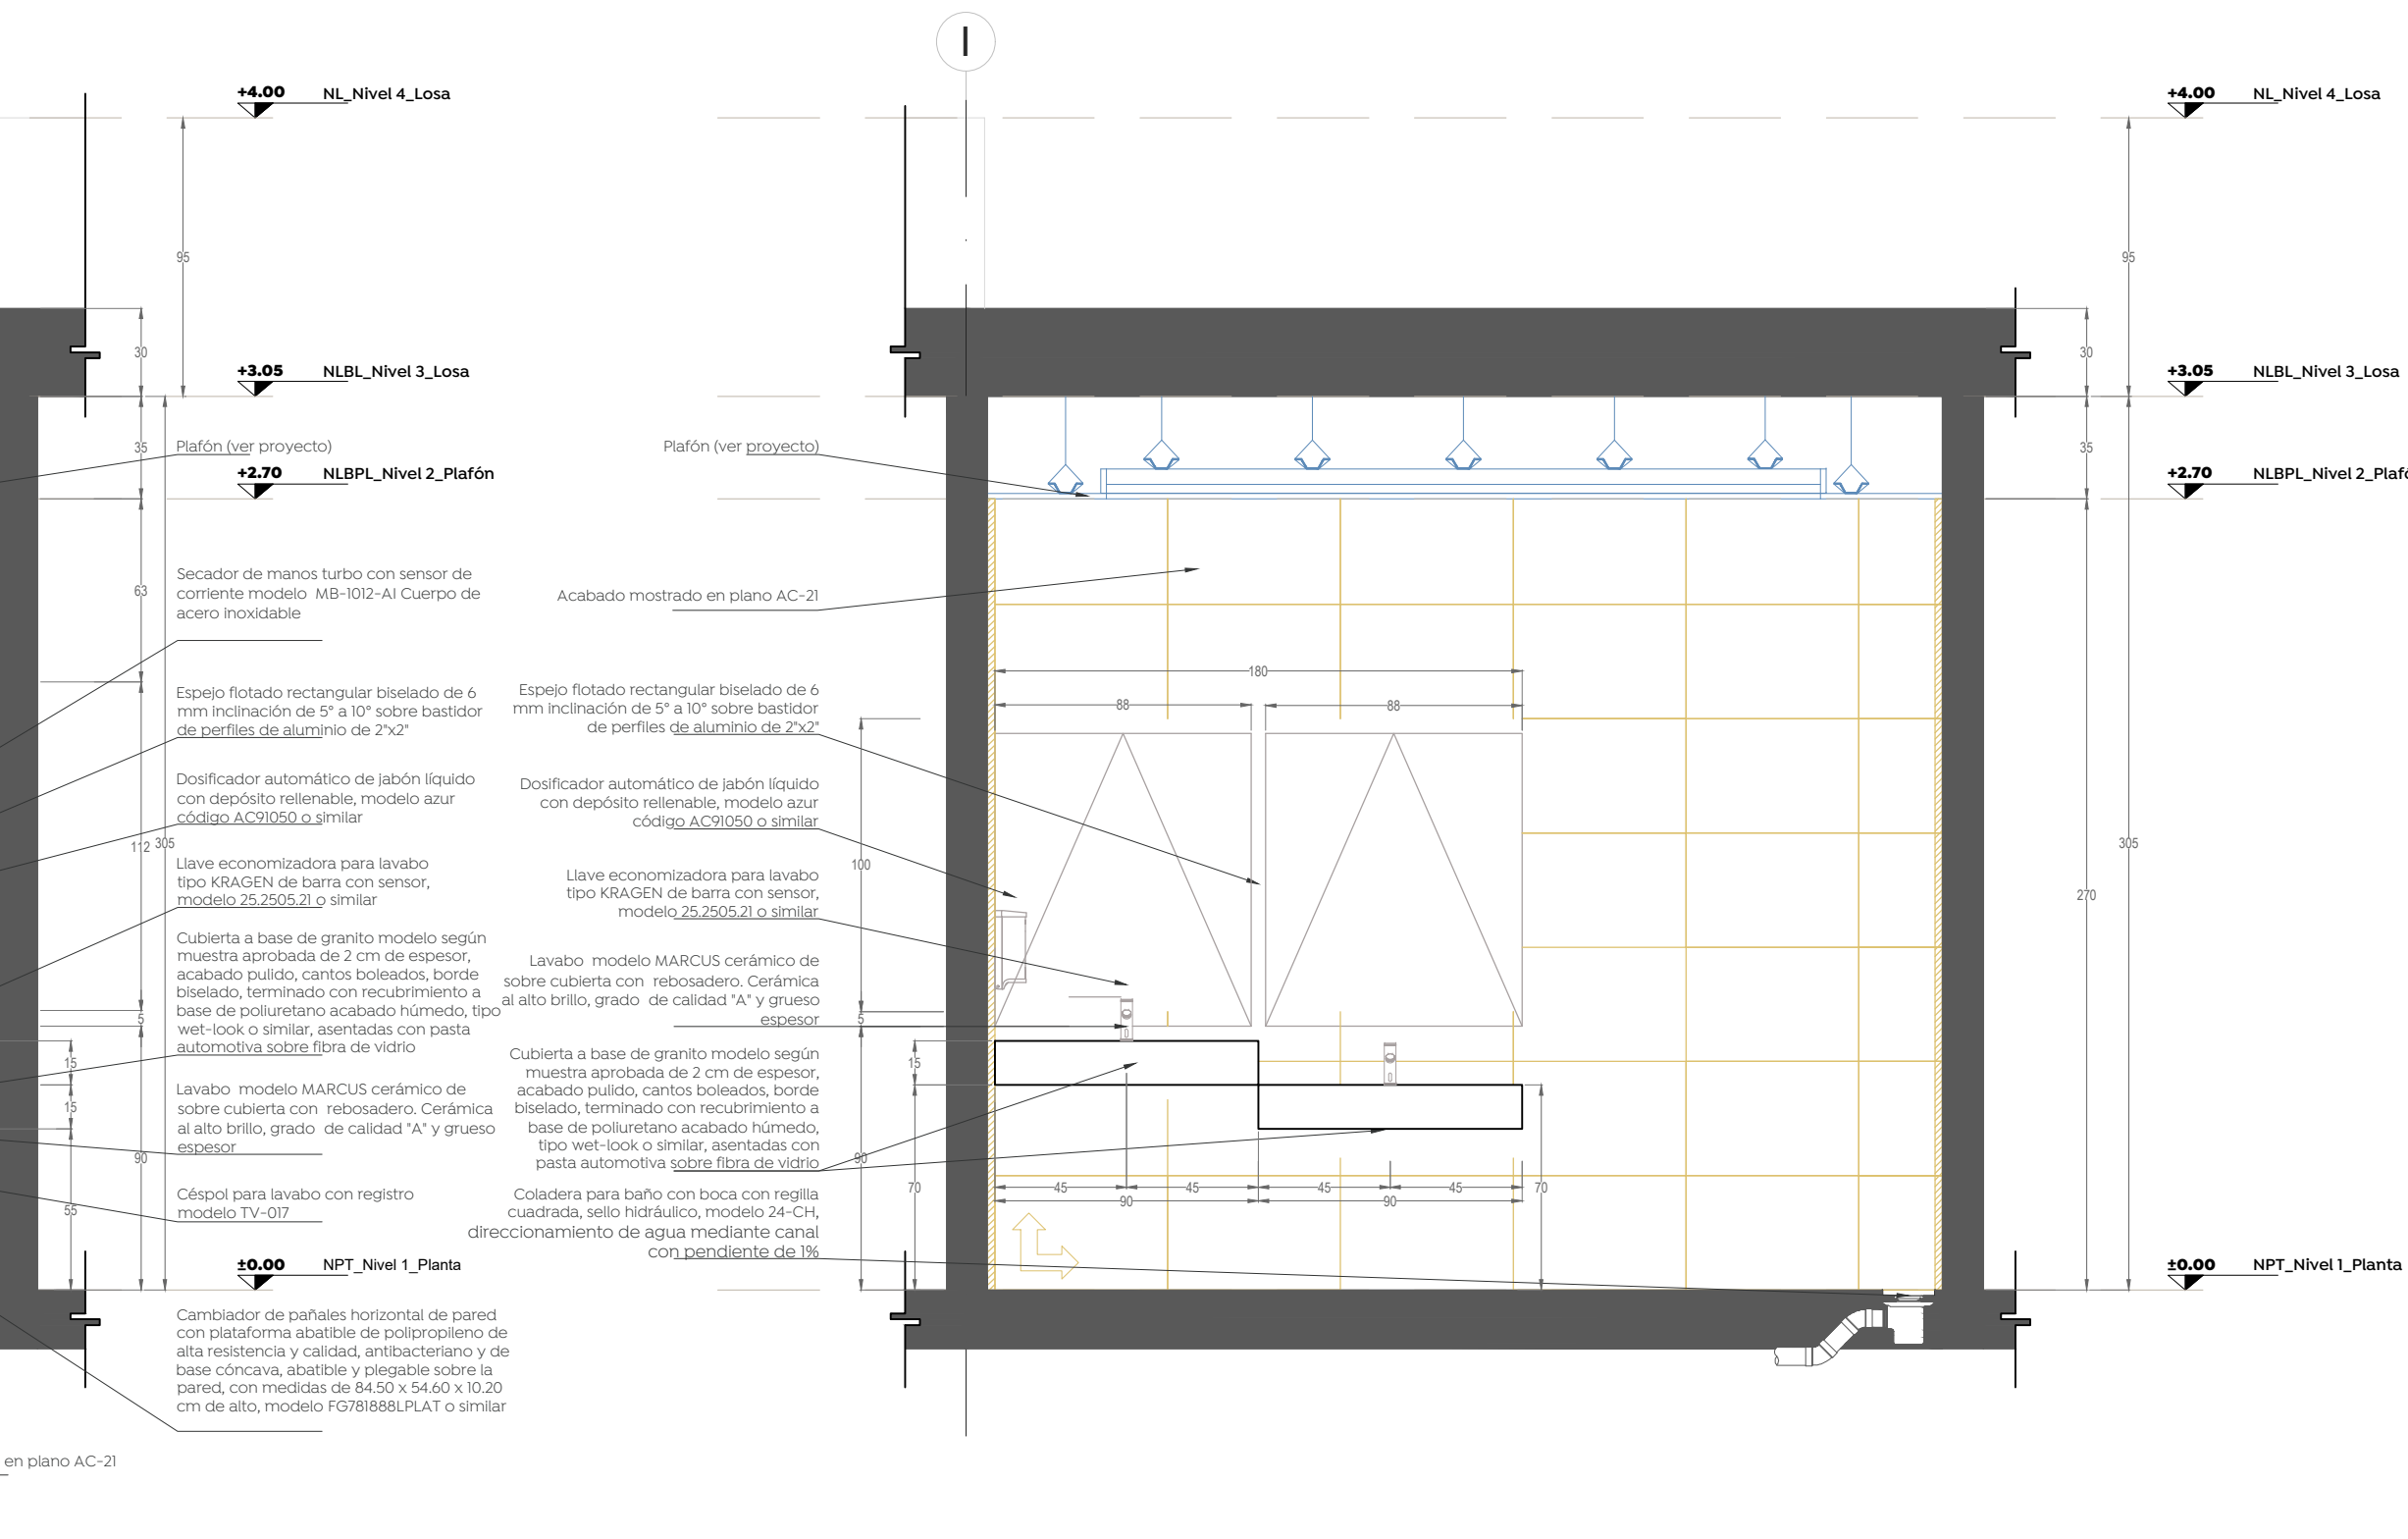 I
+4.00 NL_Nivel 4_Losa
95
30
+3.05 NLBL_Nivel 3_Losa
35
Plafón (ver proyecto)
+2.70 NLBPL_Nivel 2_Plafón
63
Secador de manos turbo con sensor de
corriente modelo MB-1012-AI Cuerpo de
acero inoxidable
Espejo flotado rectangular biselado de 6
mm inclinación de 5° a 10° sobre bastidor
de perfiles de aluminio de 2"x2"
Dosificador automático de jabón líquido
con depósito rellenable, modelo azur
código AC91050 o similar
112 305
Llave economizadora para lavabo
tipo KRAGEN de barra con sensor,
modelo 25.2505.21 o similar
Cubierta a base de granito modelo según
muestra aprobada de 2 cm de espesor,
acabado pulido, cantos boleados, borde
biselado, terminado con recubrimiento a
base de poliuretano acabado húmedo, tipo
wet-look o similar, asentadas con pasta
automotiva sobre fibra de vidrio
5
15
15
Lavabo modelo MARCUS cerámico de
sobre cubierta con rebosadero. Cerámica
al alto brillo, grado de calidad "A" y grueso
espesor
90
Céspol para lavabo con registro
modelo TV-017
55
±0.00 NPT_Nivel 1_Planta
Cambiador de pañales horizontal de pared
con plataforma abatible de polipropileno de
alta resistencia y calidad, antibacteriano y de
base cóncava, abatible y plegable sobre la
pared, con medidas de 84.50 x 54.60 x 10.20
cm de alto, modelo FG781888LPLAT o similar
en plano AC-21
Plafón (ver proyecto)
Acabado mostrado en plano AC-21
Espejo flotado rectangular biselado de 6
mm inclinación de 5° a 10° sobre bastidor
de perfiles de aluminio de 2"x2"
Dosificador automático de jabón líquido
con depósito rellenable, modelo azur
código AC91050 o similar
Llave economizadora para lavabo
tipo KRAGEN de barra con sensor,
modelo 25.2505.21 o similar
Lavabo modelo MARCUS cerámico de
sobre cubierta con rebosadero. Cerámica
al alto brillo, grado de calidad "A" y grueso
espesor
Cubierta a base de granito modelo según
muestra aprobada de 2 cm de espesor,
acabado pulido, cantos boleados, borde
biselado, terminado con recubrimiento a
base de poliuretano acabado húmedo,
tipo wet-look o similar, asentadas con
pasta automotiva sobre fibra de vidrio
Coladera para baño con boca con regilla
cuadrada, sello hidráulico, modelo 24-CH,
direccionamiento de agua mediante canal
con pendiente de 1%
100
5
90
15
70
180
88 88
45 45 45 45
90 90
70
+4.00 NL_Nivel 4_Losa
95
30
+3.05 NLBL_Nivel 3_Losa
35
+2.70 NLBPL_Nivel 2_Plafó
305
270
±0.00 NPT_Nivel 1_Planta